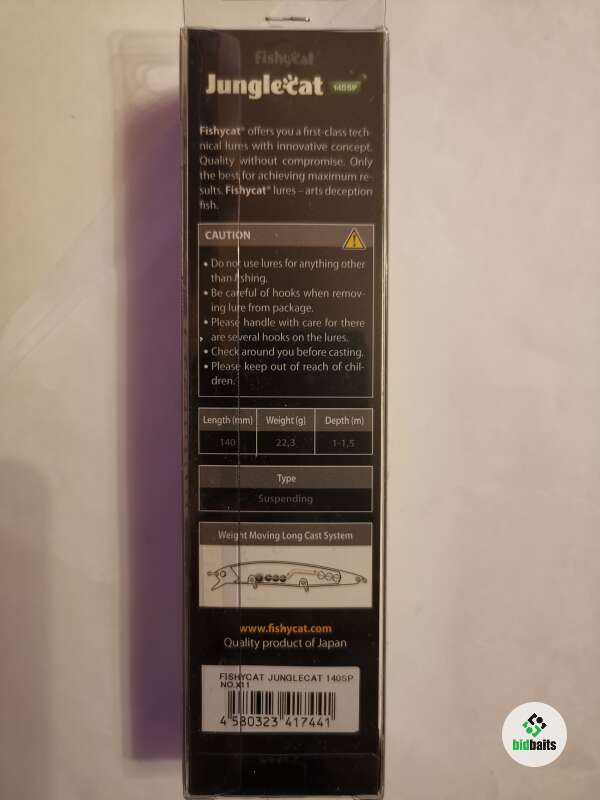 Fishycat
Junglecat 140SP
Fishycat® offers you a first-class tech-
nical lures with innovative concept.
Quality without compromise. Only
the best for achieving maximum re-
sults. Fishycat® lures – arts deception
fish.
CAUTION
• Do not use lures for anything other
than fishing.
• Be careful of hooks when remov-
ing lure from package.
• Please handle with care for there
are several hooks on the lures.
• Check around you before casting.
• Please keep out of reach of chil-
dren.
Length (mm) Weight (g) Depth (m)
140 22,3 1-1,5
Type
Suspending
Weight Moving Long Cast System
www.fishycat.com
Quality product of Japan
FISHYCAT JUNGLECAT 140SP
NO.X11
4 580323 417441
bidbaits